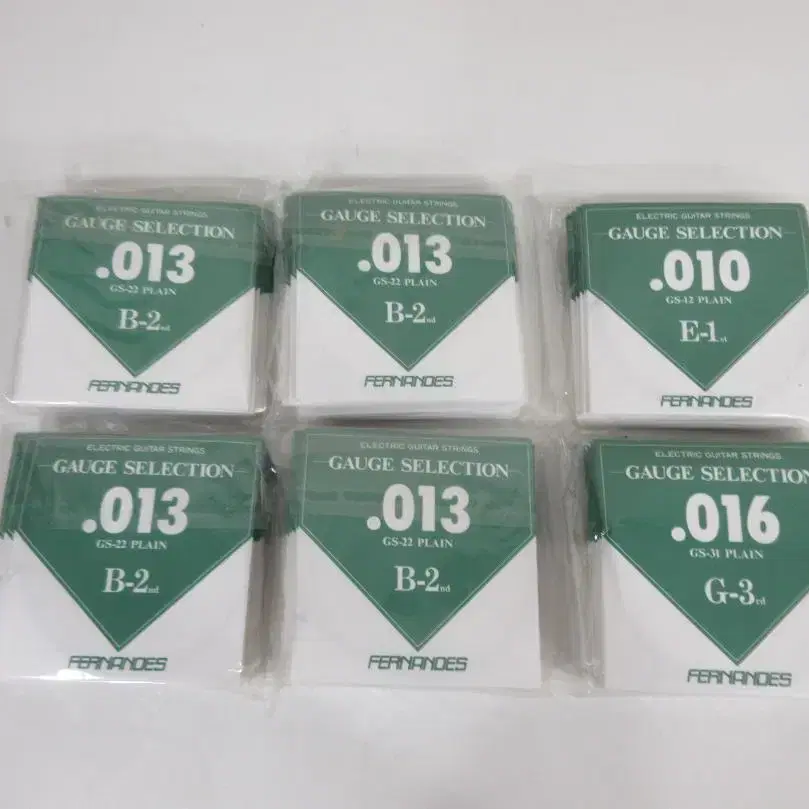 ELECTRIC GUITAR STRINGS
GAUGE SELECTION
.013
GS-22 PLAIN
B-2nd
FERNANDES
ELECTRIC GUITAR STRINGS
GAUGE SELECTION
.013
GS-22 PLAIN
B-2nd
FERNANDES
ELECTRIC GUITAR STRINGS
GAUGE SELECTION
.010
GS-12 PLAIN
E-1st
FERNANDES
ELECTRIC GUITAR STRINGS
GAUGE SELECTION
.013
GS-22 PLAIN
B-2nd
FERNANDES
ELECTRIC GUITAR STRINGS
GAUGE SELECTION
.013
GS-22 PLAIN
B-2nd
FERNANDES
ELECTRIC GUITAR STRINGS
GAUGE SELECTION
.016
GS-31 PLAIN
G-3rd
FERNANDES